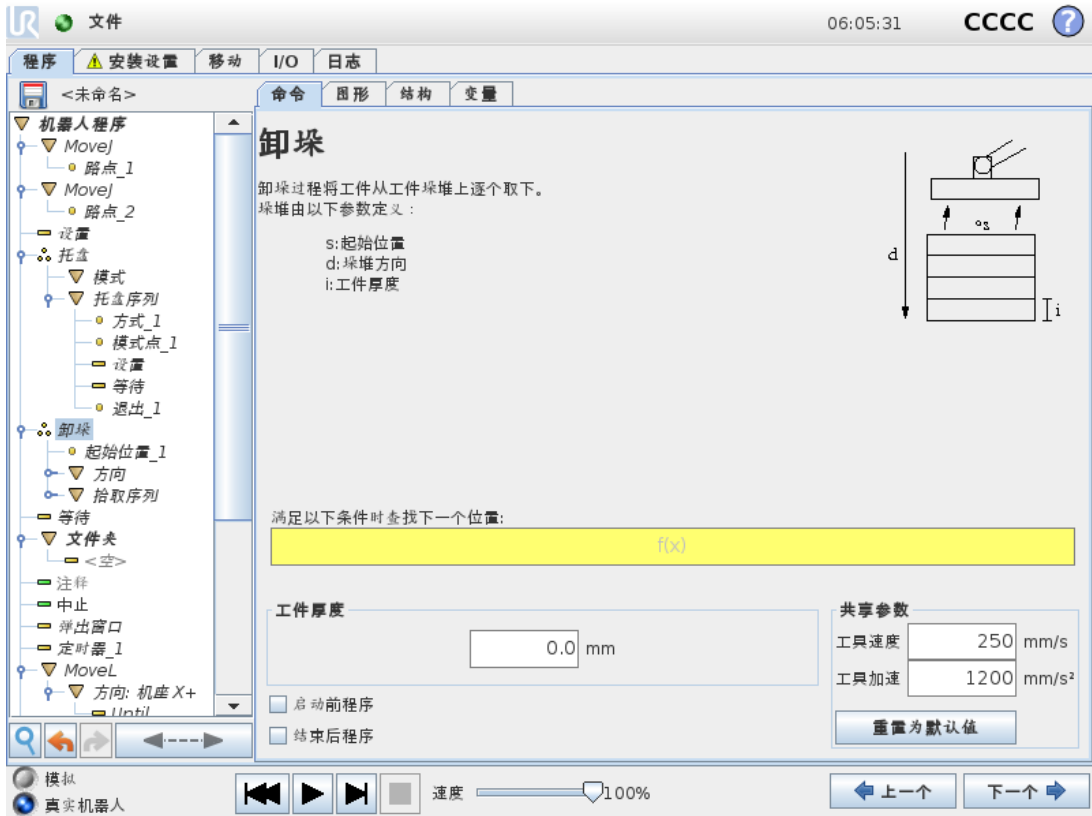 UR 文件 06:05:31 CCCC ?
程序 安装设置 移动 I/O 日志
<未命名>
命令 图形 结构 变量
机器人程序
MoveJ
路点_1
MoveJ
路点_2
设置
托盘
模式
托盘序列
方式_1
模式点_1
设置
等待
退出_1
卸垛
起始位置_1
方向
拾取序列
等待
文件夹
<空>
注释
中止
弹出窗口
定时器_1
MoveL
方向: 机座 X+
Until
卸垛
卸垛过程将工件从工件垛堆上逐个取下。
垛堆由以下参数定义：
s:起始位置
d:垛堆方向
i:工件厚度
s
d
i
满足以下条件时查找下一个位置:
f(x)
工件厚度
0.0 mm
启动前程序
结束后程序
共享参数
工具速度 250 mm/s
工具加速 1200 mm/s²
重置为默认值
模拟
真实机器人
速度 100%
上一个 下一个